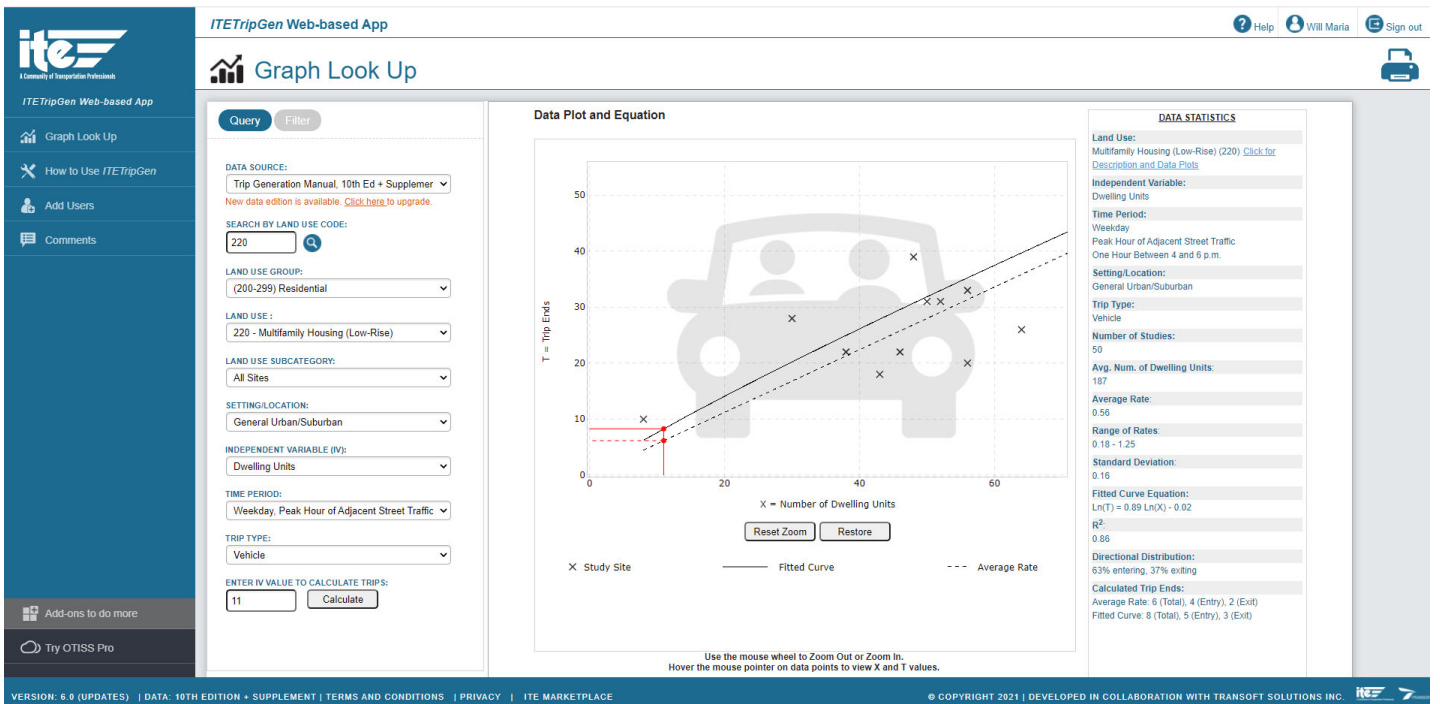 ITETripGen Web-based App
Help
Will Maria
Sign out
ite
A Community of Transportation Professionals
Graph Look Up
ITETripGen Web-based App
Graph Look Up
How to Use ITETripGen
Add Users
Comments
Add-ons to do more
Try OTISS Pro
Query
Filter
DATA SOURCE:
Trip Generation Manual, 10th Ed + Supplemer
New data edition is available. Click here to upgrade.
SEARCH BY LAND USE CODE:
220
LAND USE GROUP:
(200-299) Residential
LAND USE :
220 - Multifamily Housing (Low-Rise)
LAND USE SUBCATEGORY:
All Sites
SETTING/LOCATION:
General Urban/Suburban
INDEPENDENT VARIABLE (IV):
Dwelling Units
TIME PERIOD:
Weekday, Peak Hour of Adjacent Street Traffic
TRIP TYPE:
Vehicle
ENTER IV VALUE TO CALCULATE TRIPS:
11
Calculate
Data Plot and Equation
T = Trip Ends
50
40
30
20
10
0
0
20
40
60
X = Number of Dwelling Units
Reset Zoom
Restore
Study Site
Fitted Curve
Average Rate
Use the mouse wheel to Zoom Out or Zoom In.
Hover the mouse pointer on data points to view X and T values.
DATA STATISTICS
Land Use:
Multifamily Housing (Low-Rise) (220) Click for
Description and Data Plots
Independent Variable:
Dwelling Units
Time Period:
Weekday
Peak Hour of Adjacent Street Traffic
One Hour Between 4 and 6 p.m.
Setting/Location:
General Urban/Suburban
Trip Type:
Vehicle
Number of Studies:
50
Avg. Num. of Dwelling Units:
187
Average Rate:
0.56
Range of Rates:
0.18 - 1.25
Standard Deviation:
0.16
Fitted Curve Equation:
Ln(T) = 0.89 Ln(X) - 0.02
R²:
0.86
Directional Distribution:
63% entering, 37% exiting
Calculated Trip Ends:
Average Rate: 6 (Total), 4 (Entry), 2 (Exit)
Fitted Curve: 8 (Total), 5 (Entry), 3 (Exit)
VERSION: 6.0 (UPDATES) | DATA: 10TH EDITION + SUPPLEMENT | TERMS AND CONDITIONS | PRIVACY | ITE MARKETPLACE
© COPYRIGHT 2021 | DEVELOPED IN COLLABORATION WITH TRANSOFT SOLUTIONS INC.
ite